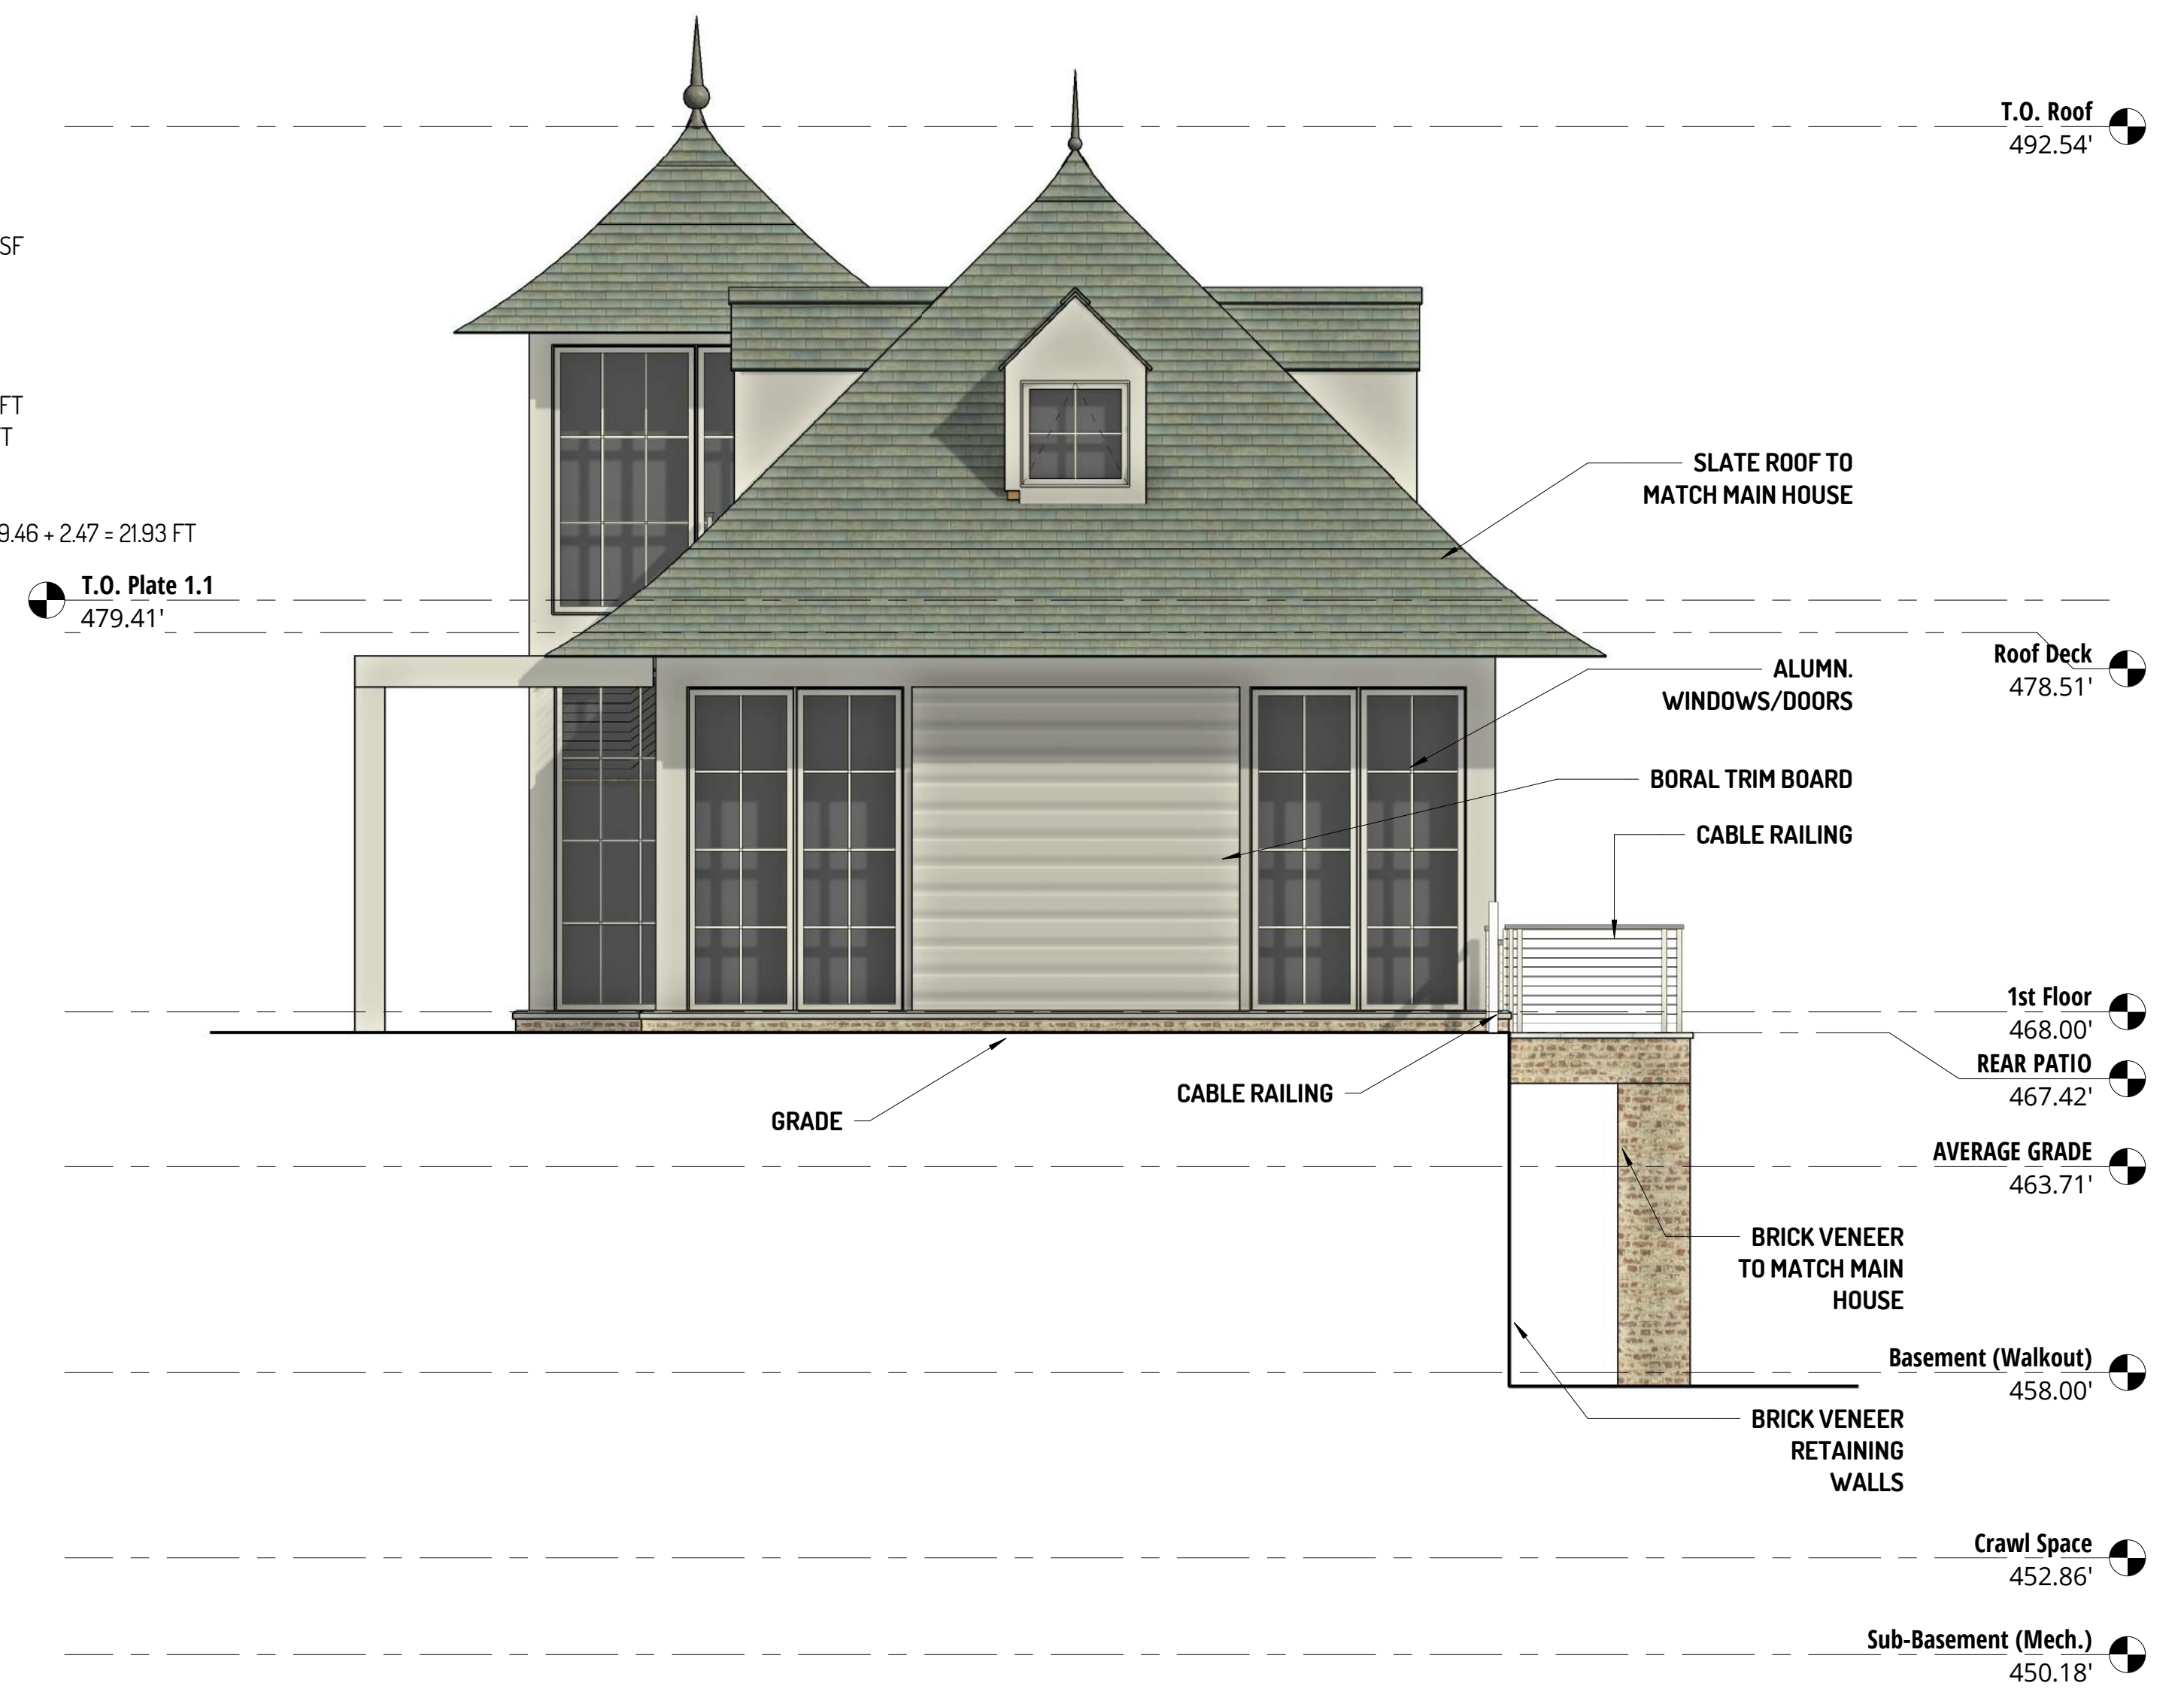 T.O. Roof
492.54'
SF
FT
9.46 + 2.47 = 21.93 FT
T.O. Plate 1.1
479.41'
SLATE ROOF TO
MATCH MAIN HOUSE
Roof Deck
478.51'
ALUMN.
WINDOWS/DOORS
BORAL TRIM BOARD
CABLE RAILING
1st Floor
468.00'
REAR PATIO
467.42'
CABLE RAILING
GRADE
AVERAGE GRADE
463.71'
BRICK VENEER
TO MATCH MAIN
HOUSE
Basement (Walkout)
458.00'
BRICK VENEER
RETAINING
WALLS
Crawl Space
452.86'
Sub-Basement (Mech.)
450.18'